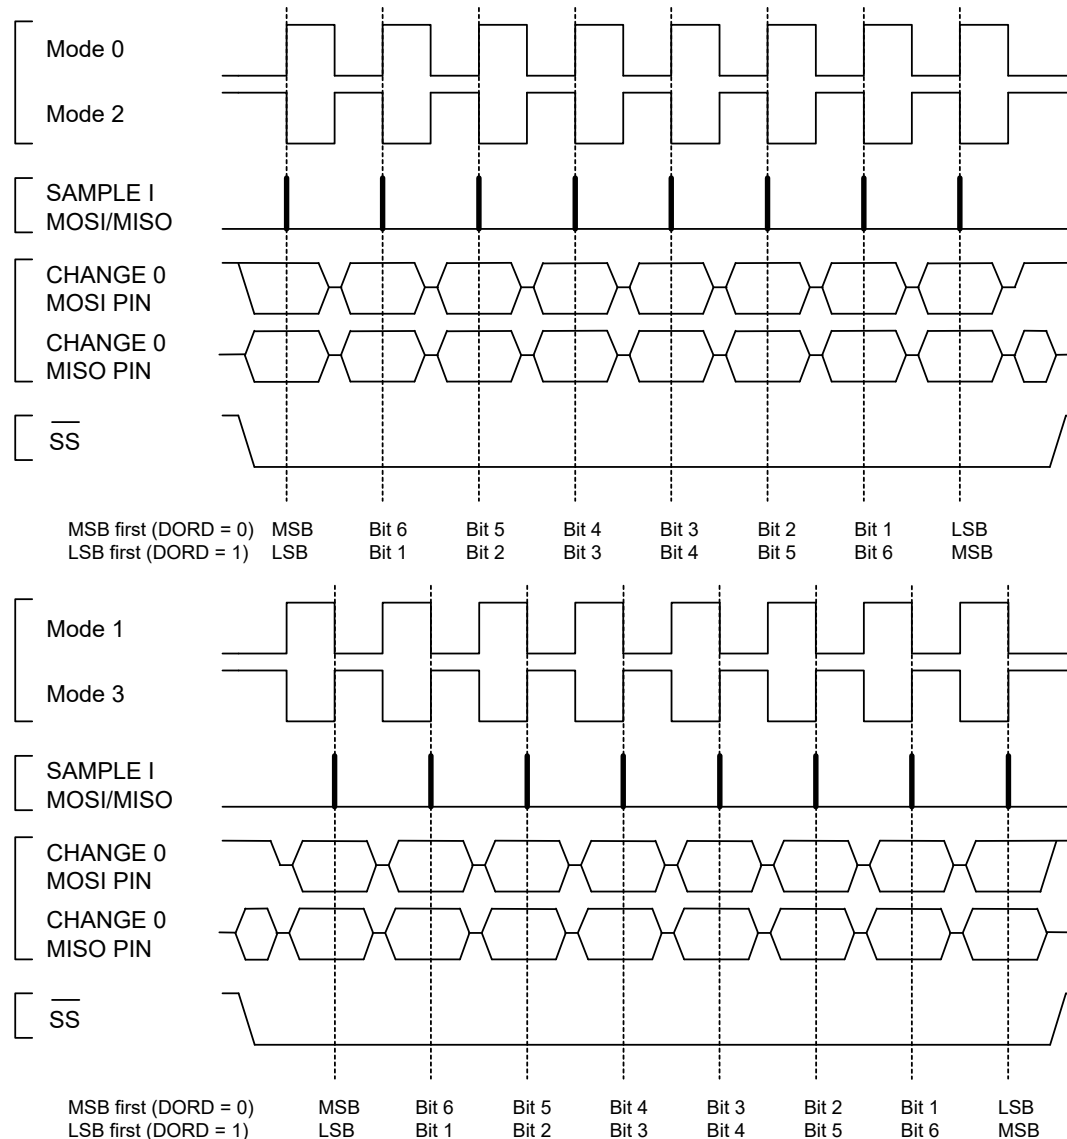 Mode 0
Mode 2
SAMPLE I
MOSI/MISO
CHANGE 0
MOSI PIN
CHANGE 0
MISO PIN
SS
MSB first (DORD = 0) MSB Bit 6 Bit 5 Bit 4 Bit 3 Bit 2 Bit 1 LSB
LSB first (DORD = 1) LSB Bit 1 Bit 2 Bit 3 Bit 4 Bit 5 Bit 6 MSB
Mode 1
Mode 3
SAMPLE I
MOSI/MISO
CHANGE 0
MOSI PIN
CHANGE 0
MISO PIN
SS
MSB first (DORD = 0) MSB Bit 6 Bit 5 Bit 4 Bit 3 Bit 2 Bit 1 LSB
LSB first (DORD = 1) LSB Bit 1 Bit 2 Bit 3 Bit 4 Bit 5 Bit 6 MSB